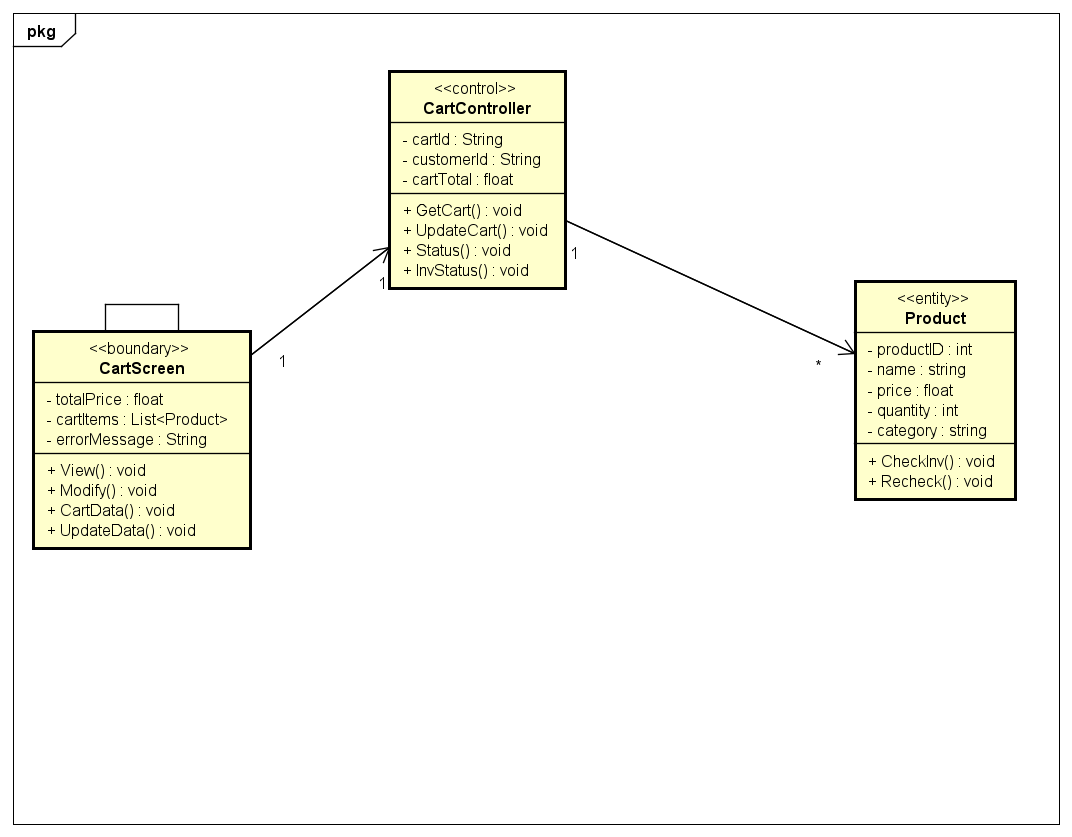 pkg
<<control>>
CartController
- cartId : String
- customerId : String
- cartTotal : float
+ GetCart() : void
+ UpdateCart() : void
+ Status() : void
+ InvStatus() : void
1
1
1
*
<<boundary>>
CartScreen
- totalPrice : float
- cartItems : List<Product>
- errorMessage : String
+ View() : void
+ Modify() : void
+ CartData() : void
+ UpdateData() : void
<<entity>>
Product
- productID : int
- name : string
- price : float
- quantity : int
- category : string
+ CheckInv() : void
+ Recheck() : void